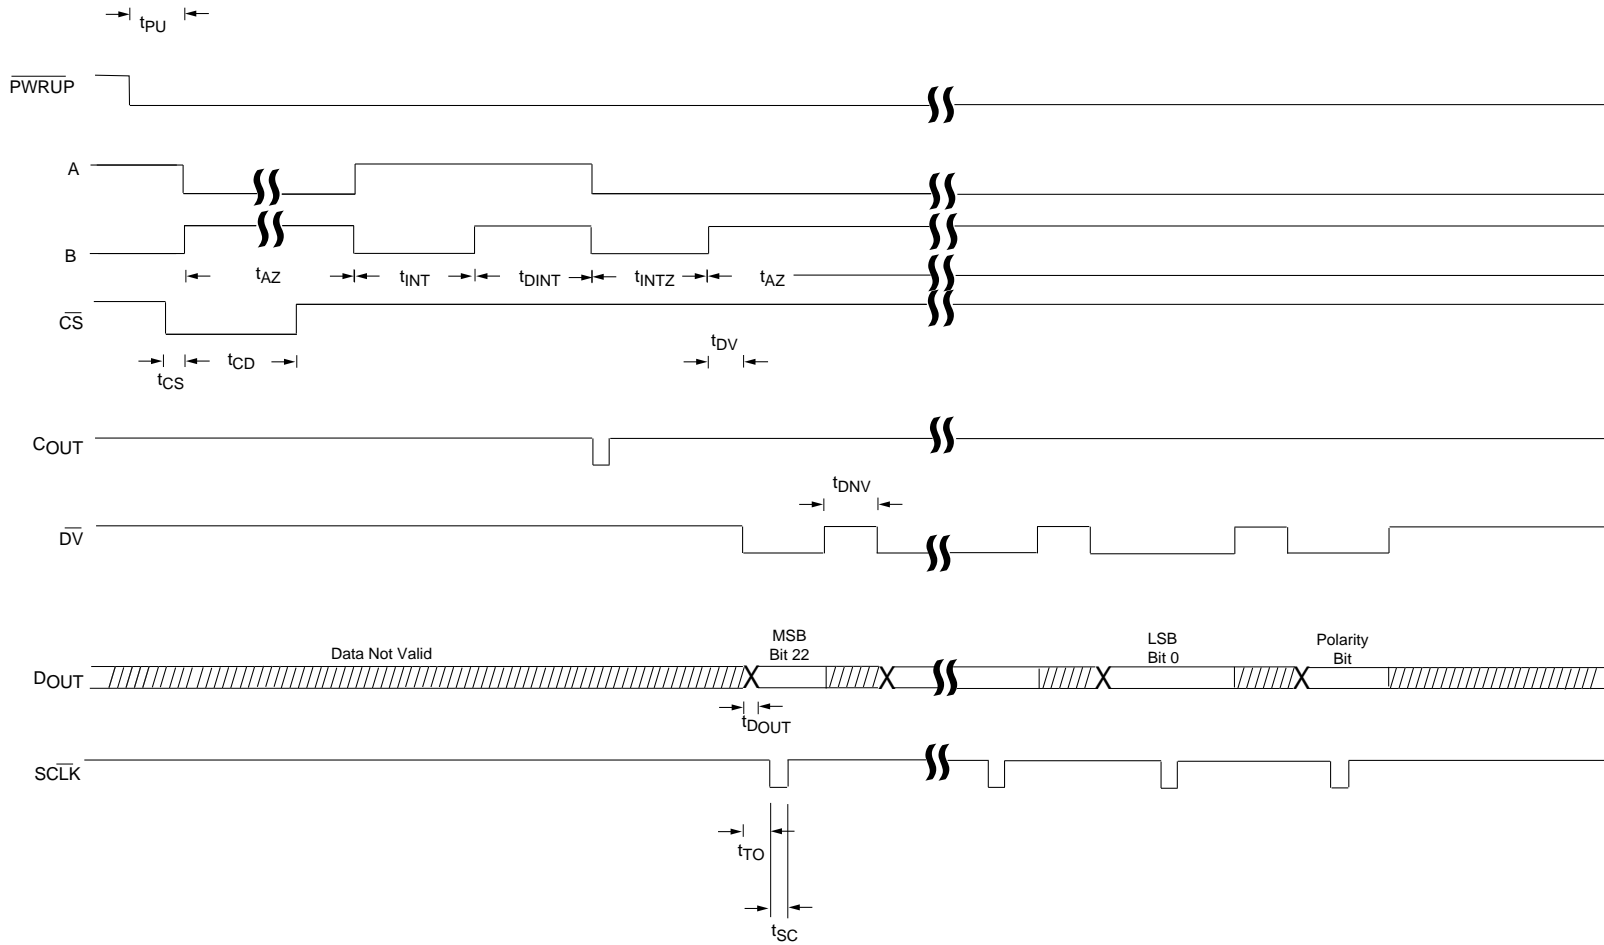 tPU
PWRUP
A
B
tAZ tINT tDINT tINTZ tAZ
CS
tDV
tCD
tCS
COUT
tDNV
DV
Data Not Valid
MSB
Bit 22
LSB
Bit 0
Polarity
Bit
DOUT
tDOUT
SCLK
tTO
tSC